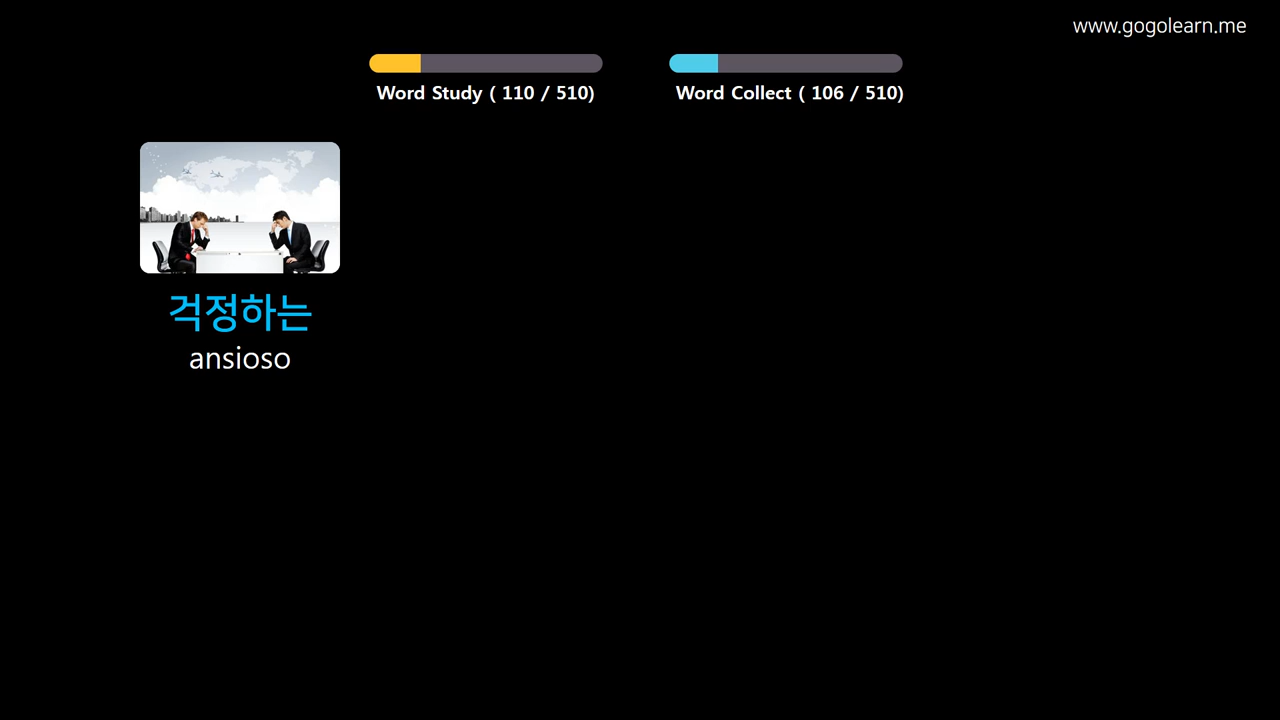 www.gogolearn.me
Word Study ( 110 / 510)
Word Collect ( 106 / 510)
걱정하는
ansioso